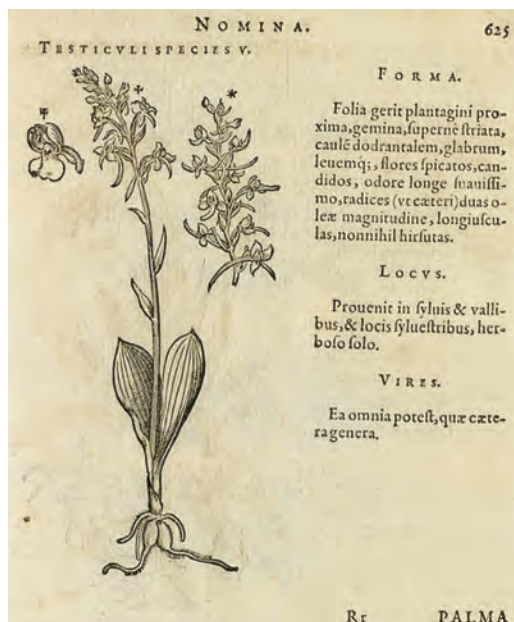 NOMINA. 625
TESTICVLI SPECIES V.
FORMA.
Folia gerit plantagini pro-
xima, gemina, supernè ſtriata,
caulē dodrantalem, glabrum,
leuemq;, flores ſpicatos, can-
didos, odore longe ſuauiſſi-
mo, radices (vt cæteri) duas o-
leæ magnitudine, longiuſcu-
las, nonnihil hirſutas.
LOCVS.
Prouenit in ſyluis & valli-
bus, & locis ſylueſtribus, her-
boſo ſolo.
VIRES.
Ea omnia poteſt, quæ cæte-
ra genera.
Rr PALMA